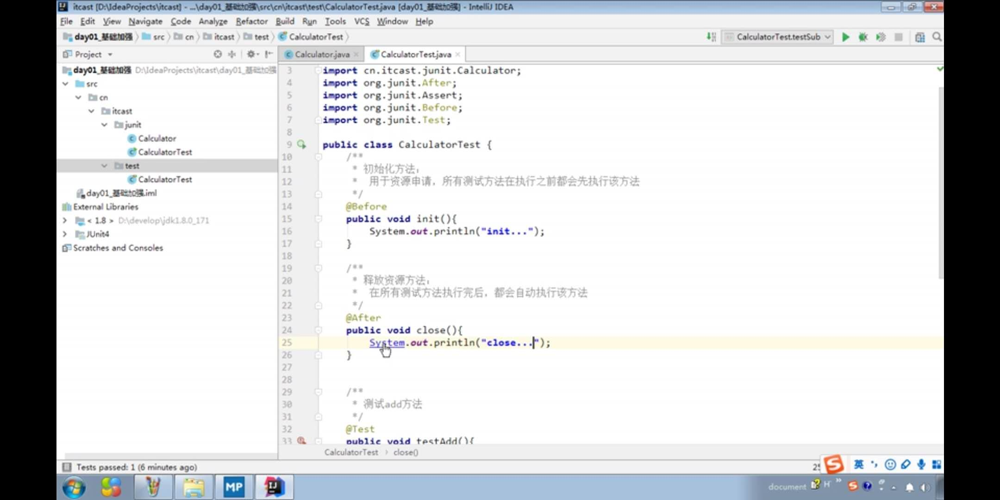 itcast [D:\IdeaProjects\itcast] - ...\day01_基础加强\src\cn\itcast\test\CalculatorTest.java [day01_基础加强] - IntelliJ IDEA
File Edit View Navigate Code Analyze Refactor Build Run Tools VCS Window Help
day01_基础加强 src cn itcast test CalculatorTest
CalculatorTest.testSub
Project
Calculator.java
CalculatorTest.java
day01_基础加强 D:\IdeaProjects\itcast\day01_基础加强
src
cn
itcast
junit
Calculator
CalculatorTest
test
CalculatorTest
day01_基础加强.iml
External Libraries
< 1.8 > D:\develop\jdk1.8.0_171
JUnit4
Scratches and Consoles
3 import cn.itcast.junit.Calculator;
4 import org.junit.After;
5 import org.junit.Assert;
6 import org.junit.Before;
7 import org.junit.Test;
8
9 public class CalculatorTest {
10 /**
11 * 初始化方法：
12 * 用于资源申请，所有测试方法在执行之前都会先执行该方法
13 */
14 @Before
15 public void init(){
16 System.out.println("init...");
17 }
18
19 /**
20 * 释放资源方法：
21 * 在所有测试方法执行完后，都会自动执行该方法
22 */
23 @After
24 public void close(){
25 System.out.println("close...");
26 }
27
28
29 /**
30 * 测试add方法
31 */
32 @Test
33 public void testAdd(){
CalculatorTest > close()
Tests passed: 1 (6 minutes ago)
英
MP
IJ
document